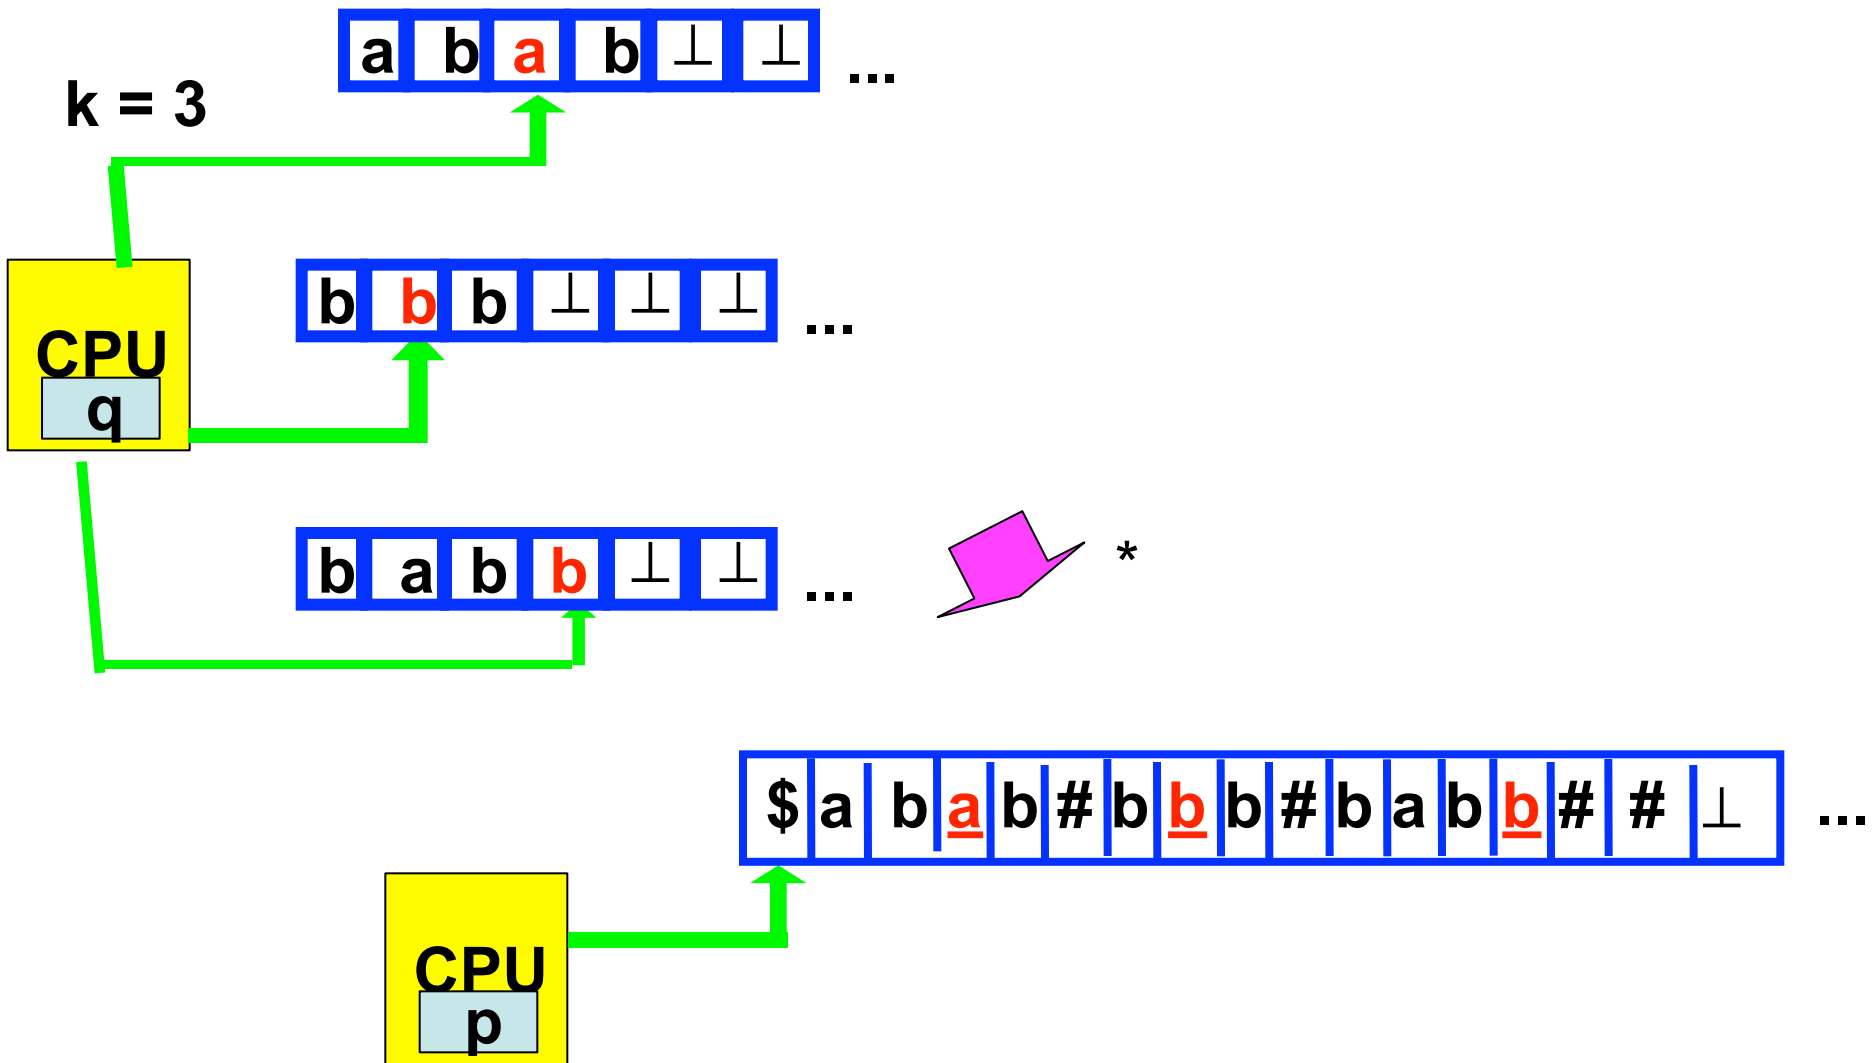 a b a b ⊥ ⊥ ...
k = 3
b b b ⊥ ⊥ ⊥ ...
CPU
q
b a b b ⊥ ⊥ ...
*
$ a b a b # b b b # b a b b # # ⊥ ...
CPU
p